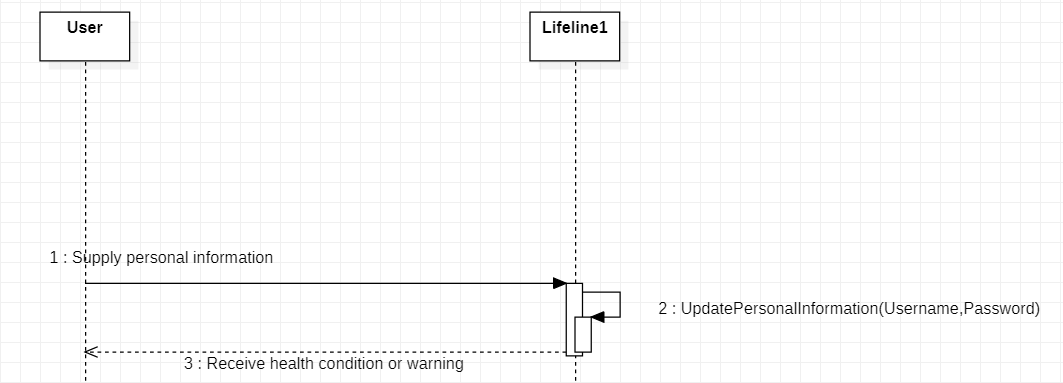 User
Lifeline1
1 : Supply personal information
2 : UpdatePersonalInformation(Username,Password)
3 : Receive health condition or warning